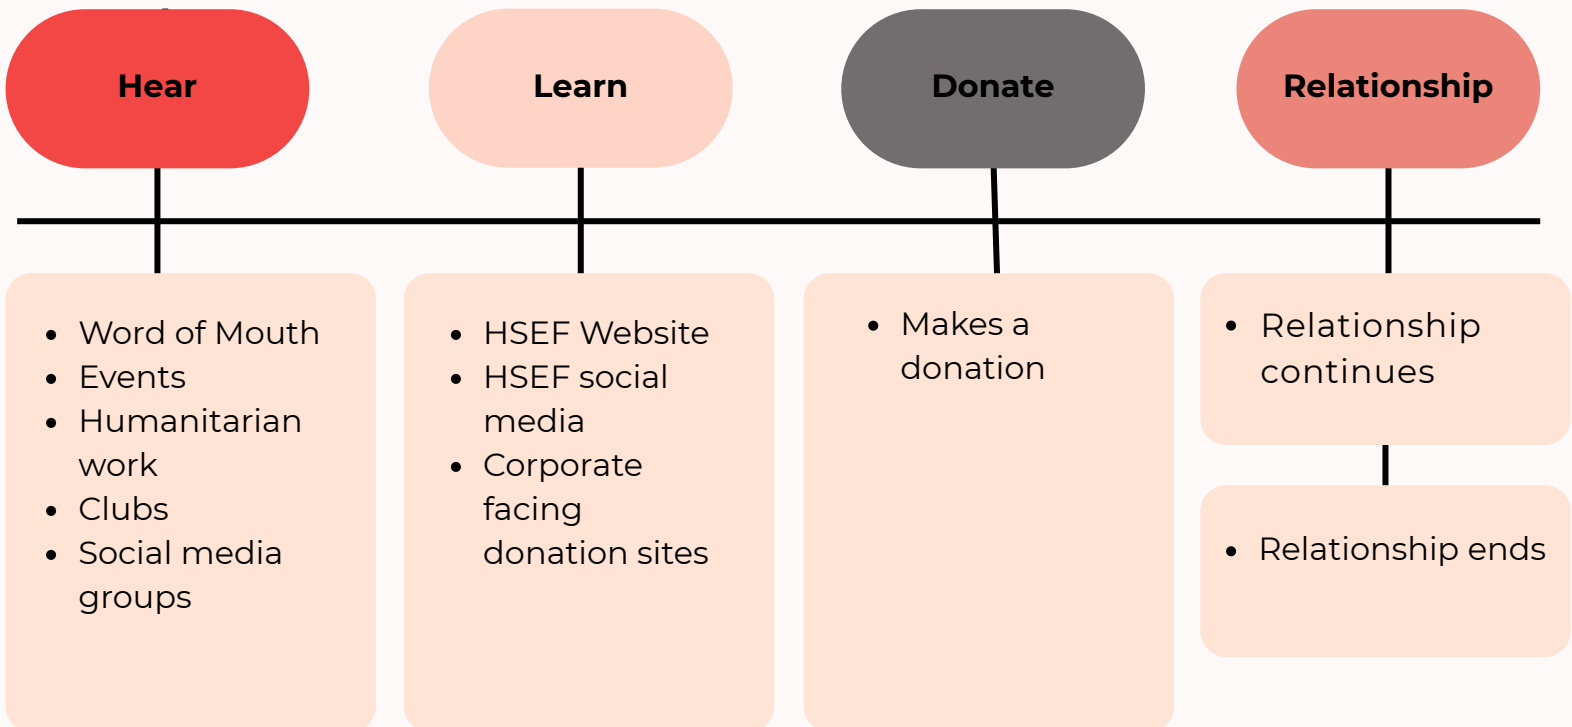 Hear
Learn
Donate
Relationship
• Word of Mouth
• Events
• Humanitarian
work
• Clubs
• Social media
groups
• HSEF Website
• HSEF social
media
• Corporate
facing
donation sites
• Makes a
donation
• Relationship
continues
• Relationship ends